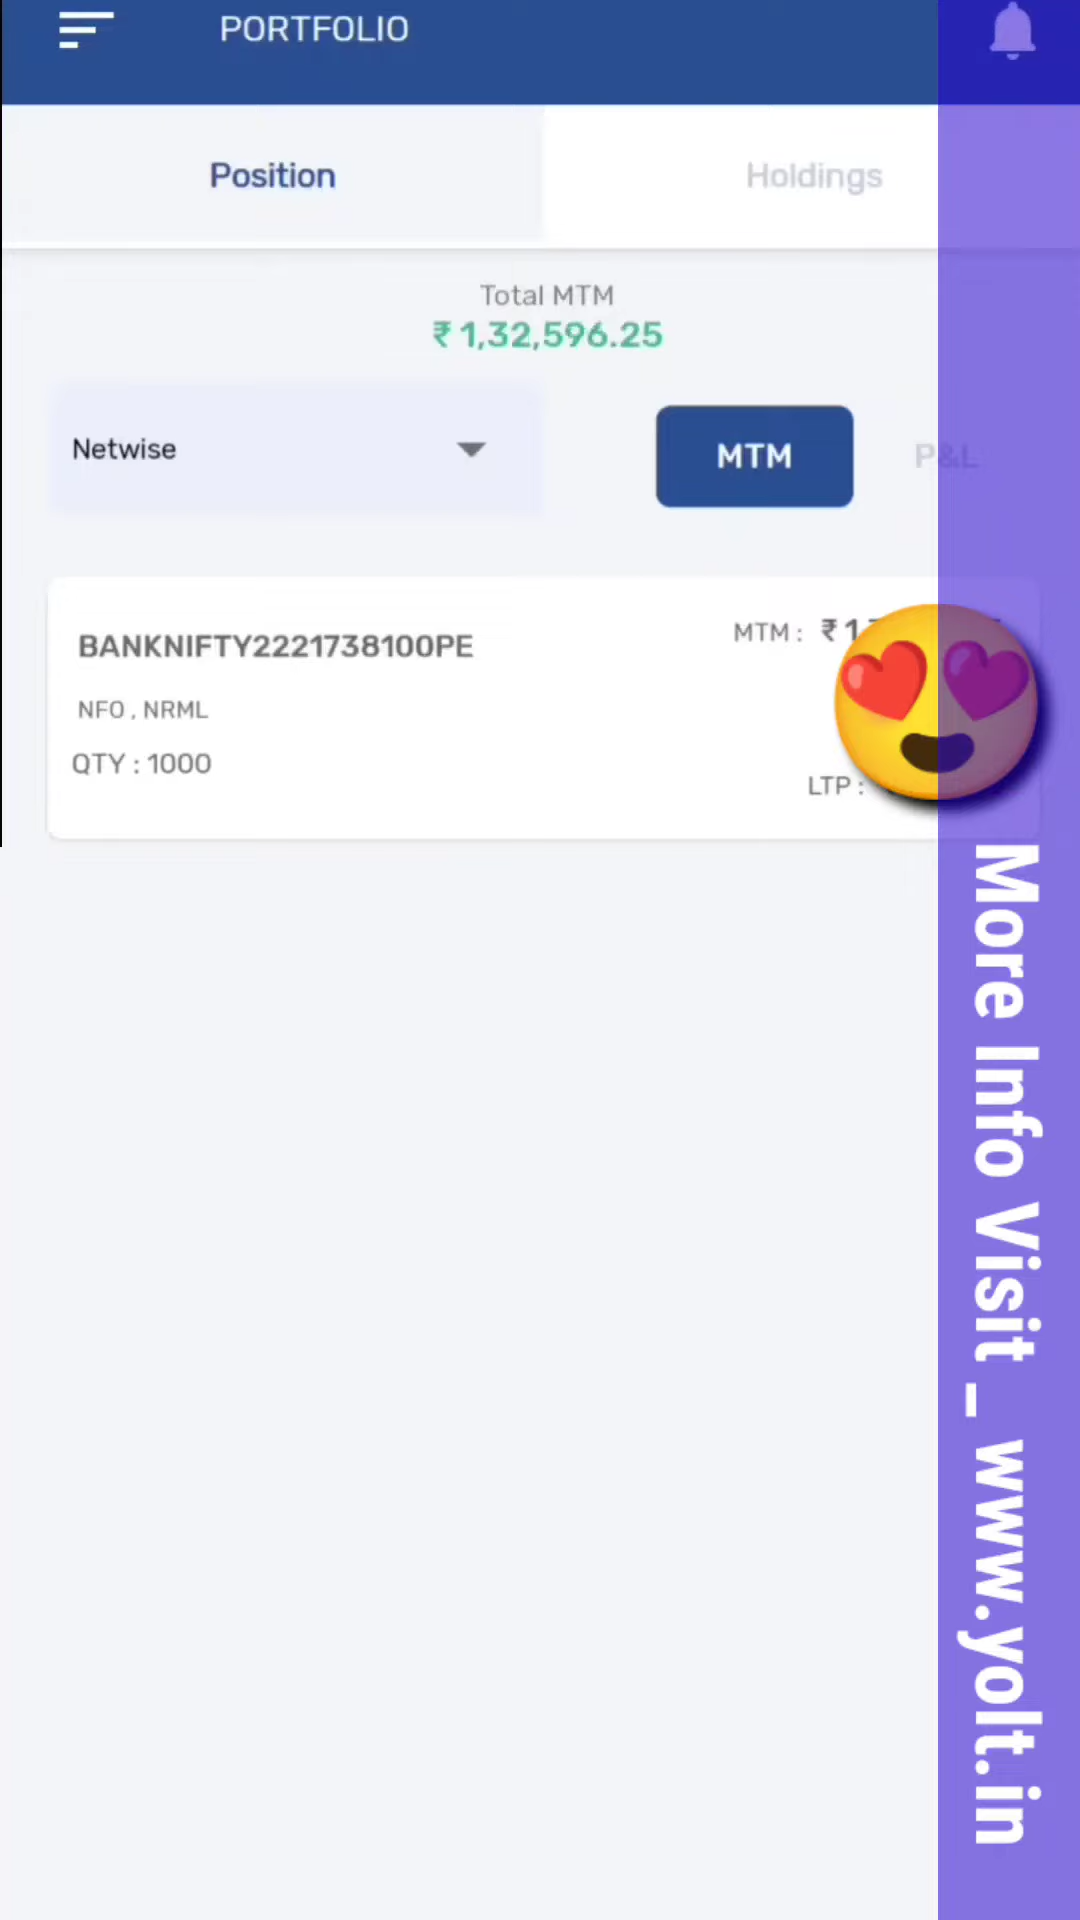 PORTFOLIO
Position
Holdings
Total MTM
₹ 1,32,596.25
Netwise
MTM
P&L
BANKNIFTY2221738100PE
MTM : ₹ 1
NFO , NRML
QTY : 1000
LTP :
More Info Visit _ www.yolt.in